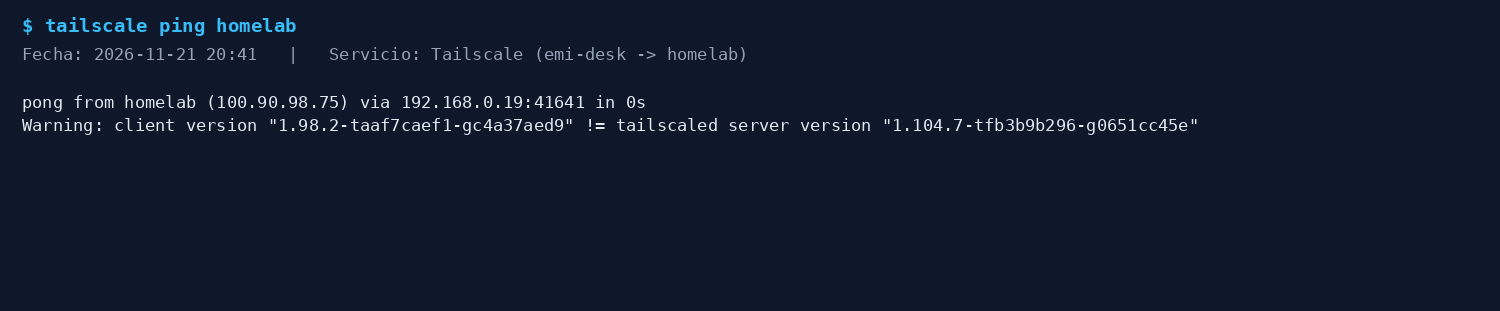 $ tailscale ping homelab
Fecha: 2026-11-21 20:41   |   Servicio: Tailscale (emi-desk -> homelab)
pong from homelab (100.90.98.75) via 192.168.0.19:41641 in 0s
Warning: client version "1.98.2-taaf7caef1-gc4a37aed9" != tailscaled server version "1.104.7-tfb3b9b296-g0651cc45e"